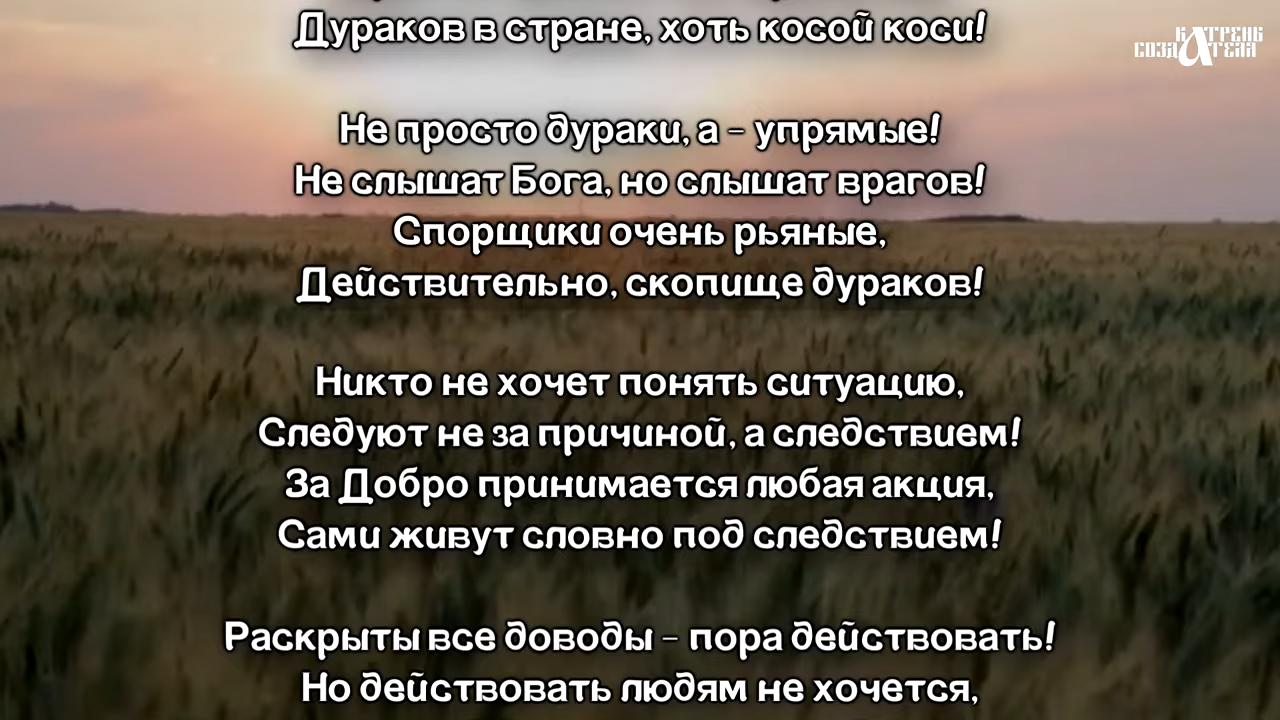 Дураков в стране, хоть косой коси!
КАТРЕНЫ
СОЗДАТЕЛЯ
Не просто дураки, а – упрямые!
Не слышат Бога, но слышат врагов!
Спорщики очень рьяные,
Действительно, скопище дураков!
Никто не хочет понять ситуацию,
Следуют не за причиной, а следствием!
За Добро принимается любая акция,
Сами живут словно под следствием!
Раскрыты все доводы – пора действовать!
Но действовать людям не хочется,